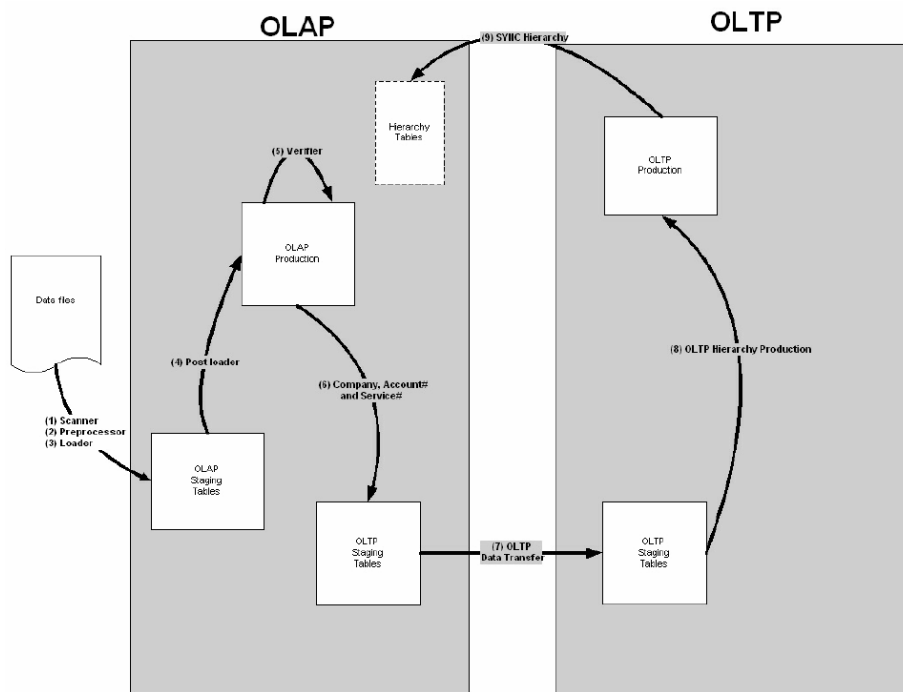 OLAP
OLTP
(9) SYNC Hierarchy
Hierarchy
Tables
OLTP
Production
(5) Verifier
OLAP
Production
Data files
(4) Post loader
(8) OLTP Hierarchy Production
(6) Company, Account#
and Service#
(1) Scanner
(2) Preprocessor
(3) Loader
OLAP
Staging
Tables
OLTP
Staging
Tables
(7) OLTP
Data Transfer
OLTP
Staging
Tables